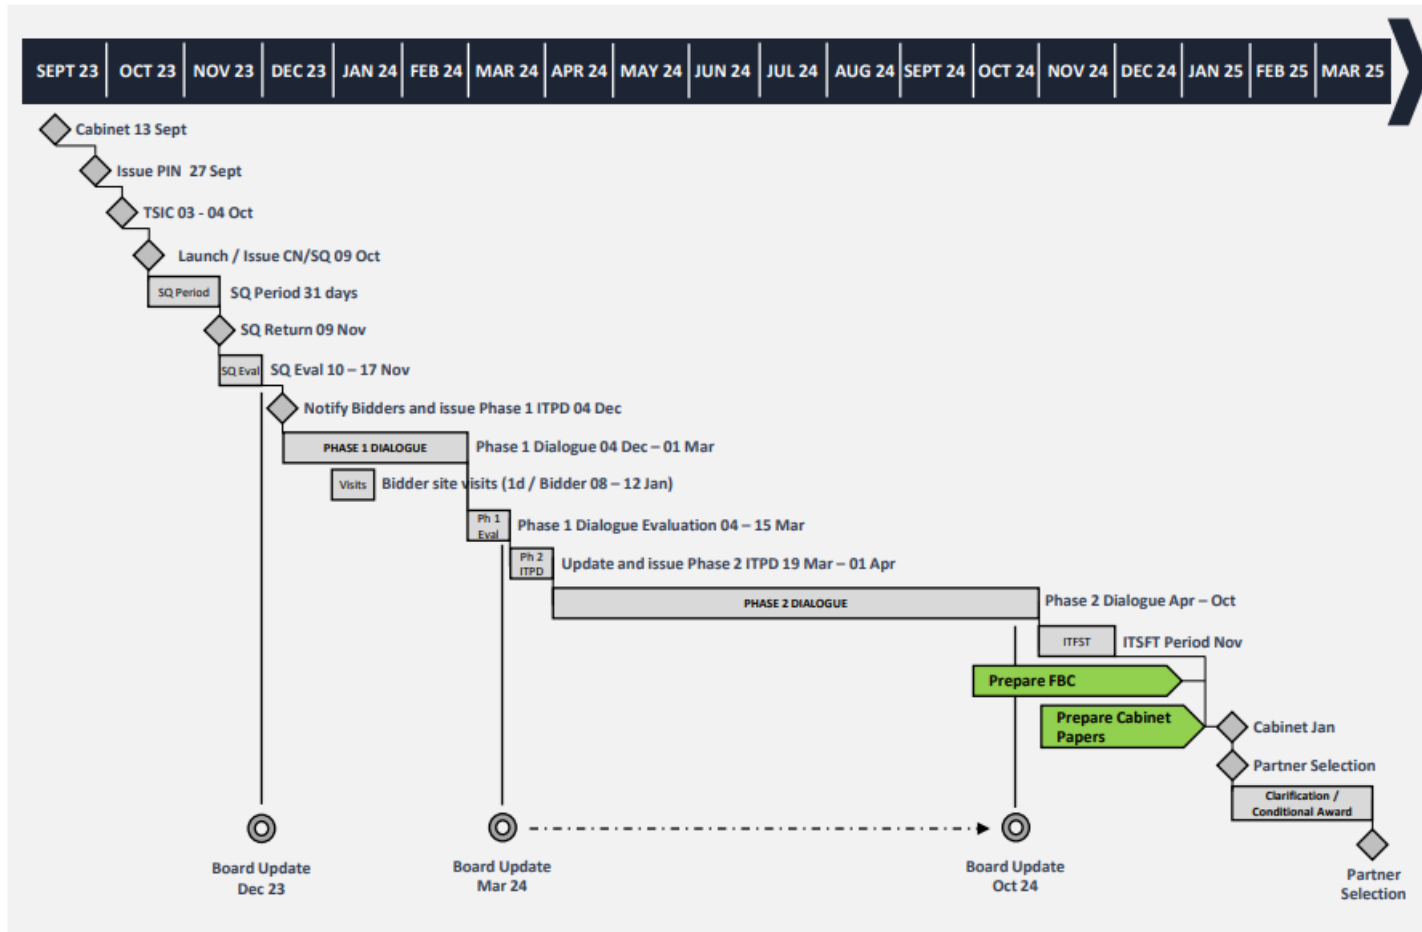 SEPT 23 OCT 23 NOV 23 DEC 23 JAN 24 FEB 24 MAR 24 APR 24 MAY 24 JUN 24 JUL 24 AUG 24 SEPT 24 OCT 24 NOV 24 DEC 24 JAN 25 FEB 25 MAR 25
Cabinet 13 Sept
Issue PIN 27 Sept
TSIC 03 - 04 Oct
Launch / Issue CN/SQ 09 Oct
SQ Period SQ Period 31 days
SQ Return 09 Nov
SQ Eval SQ Eval 10 – 17 Nov
Notify Bidders and issue Phase 1 ITPD 04 Dec
PHASE 1 DIALOGUE Phase 1 Dialogue 04 Dec – 01 Mar
Visits Bidder site visits (1d / Bidder 08 – 12 Jan)
Ph 1
Eval
Phase 1 Dialogue Evaluation 04 – 15 Mar
Ph 2
ITPD
Update and issue Phase 2 ITPD 19 Mar – 01 Apr
PHASE 2 DIALOGUE Phase 2 Dialogue Apr – Oct
ITFST ITSFT Period Nov
Prepare FBC
Prepare Cabinet
Papers
Cabinet Jan
Partner Selection
Clarification /
Conditional Award
Board Update
Dec 23
Board Update
Mar 24
Board Update
Oct 24
Partner
Selection